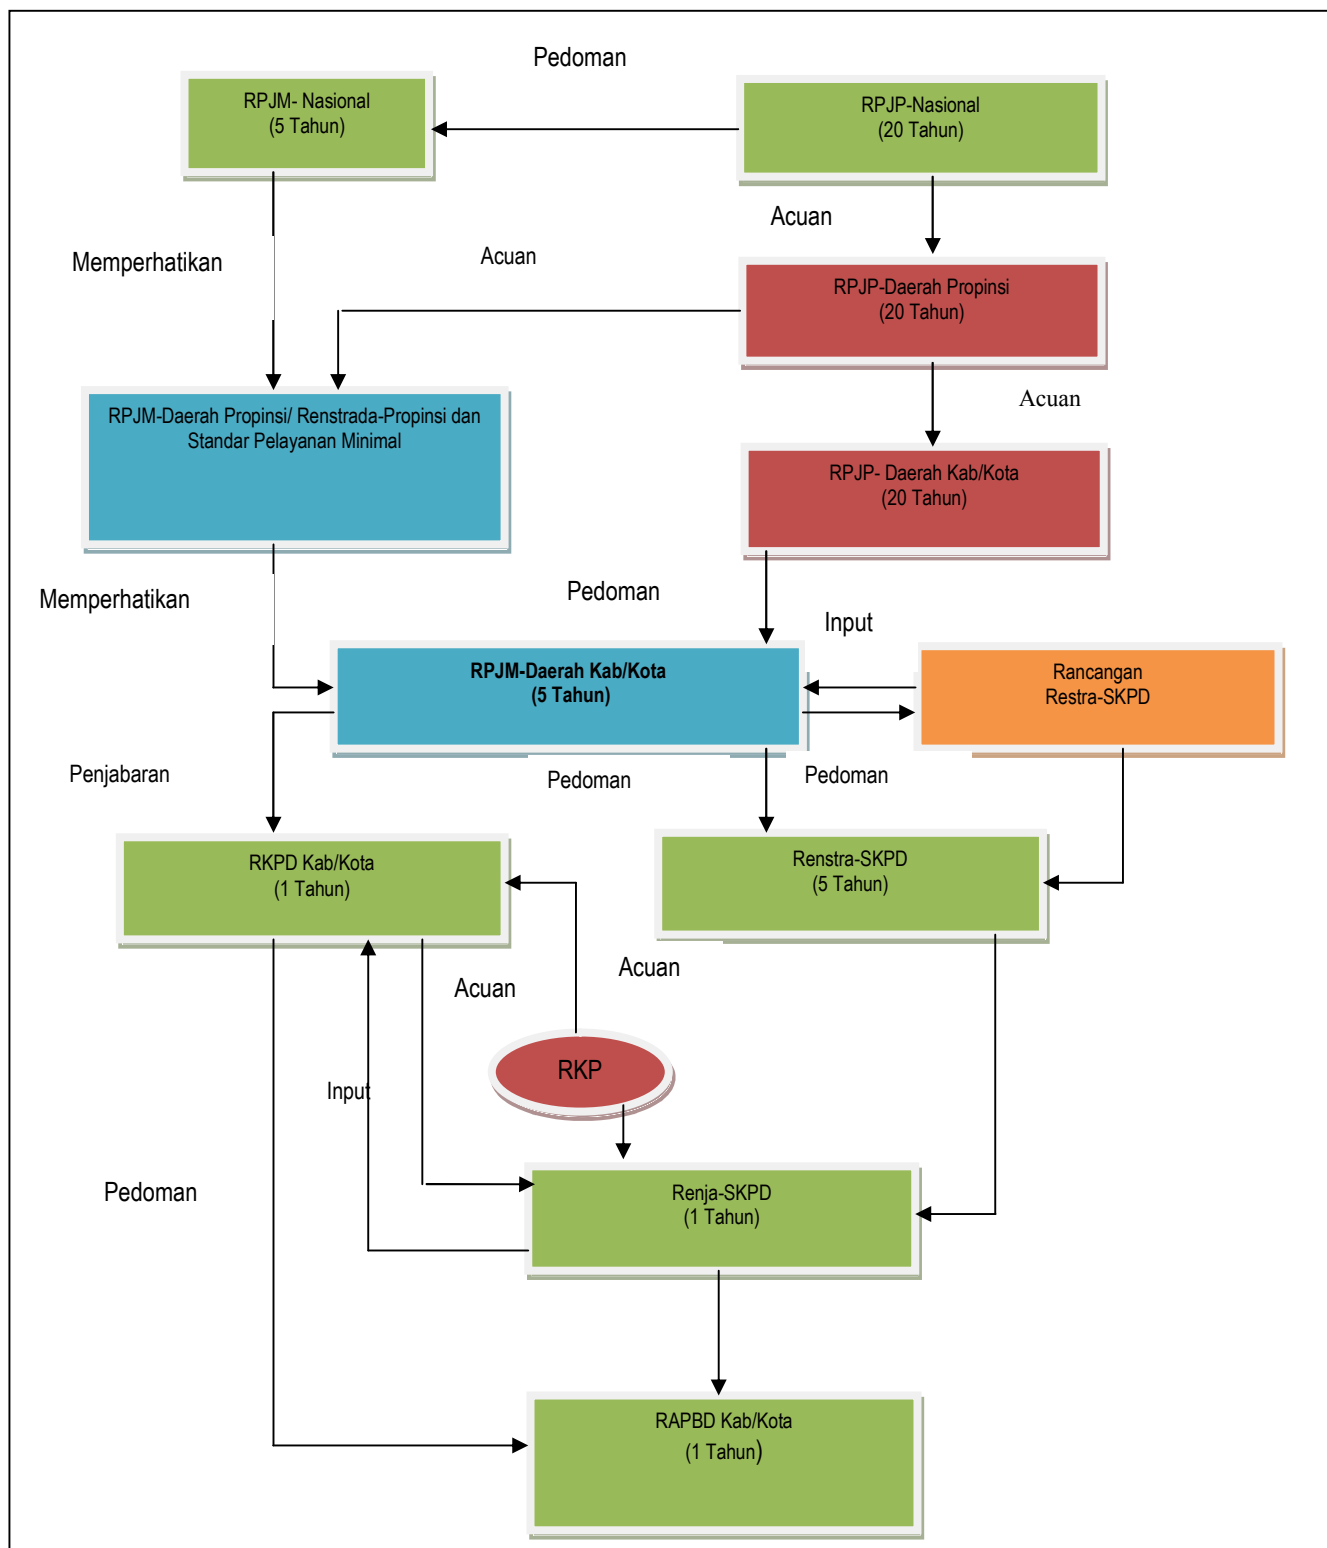 Pedoman
RPJM- Nasional
(5 Tahun)
RPJP-Nasional
(20 Tahun)
Acuan
Memperhatikan
Acuan
RPJP-Daerah Propinsi
(20 Tahun)
Acuan
RPJM-Daerah Propinsi/ Renstrada-Propinsi dan
Standar Pelayanan Minimal
RPJP- Daerah Kab/Kota
(20 Tahun)
Memperhatikan
Pedoman
Input
RPJM-Daerah Kab/Kota
(5 Tahun)
Rancangan
Restra-SKPD
Penjabaran
Pedoman
Pedoman
RKPD Kab/Kota
(1 Tahun)
Renstra-SKPD
(5 Tahun)
Acuan
Acuan
RKP
Input
Pedoman
Renja-SKPD
(1 Tahun)
RAPBD Kab/Kota
(1 Tahun)